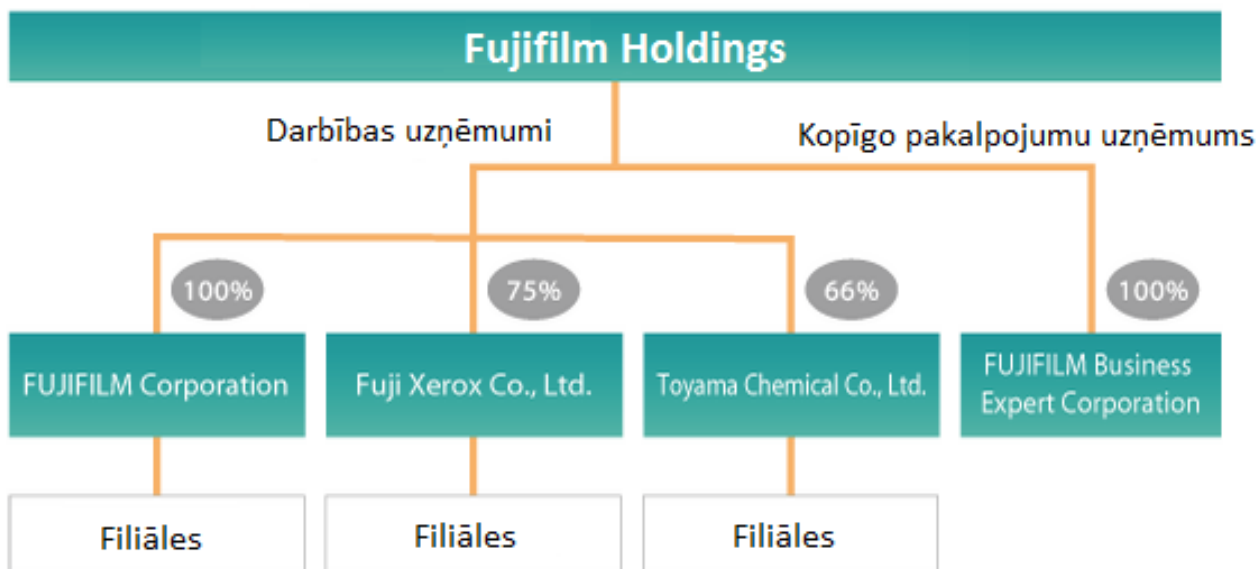 Fujifilm Holdings
Darbības uzņēmumi
Kopīgo pakalpojumu uzņēmums
100%
75%
66%
100%
FUJIFILM Corporation
Fuji Xerox Co., Ltd.
Toyama Chemical Co., Ltd.
FUJIFILM Business
Expert Corporation
Filiāles
Filiāles
Filiāles